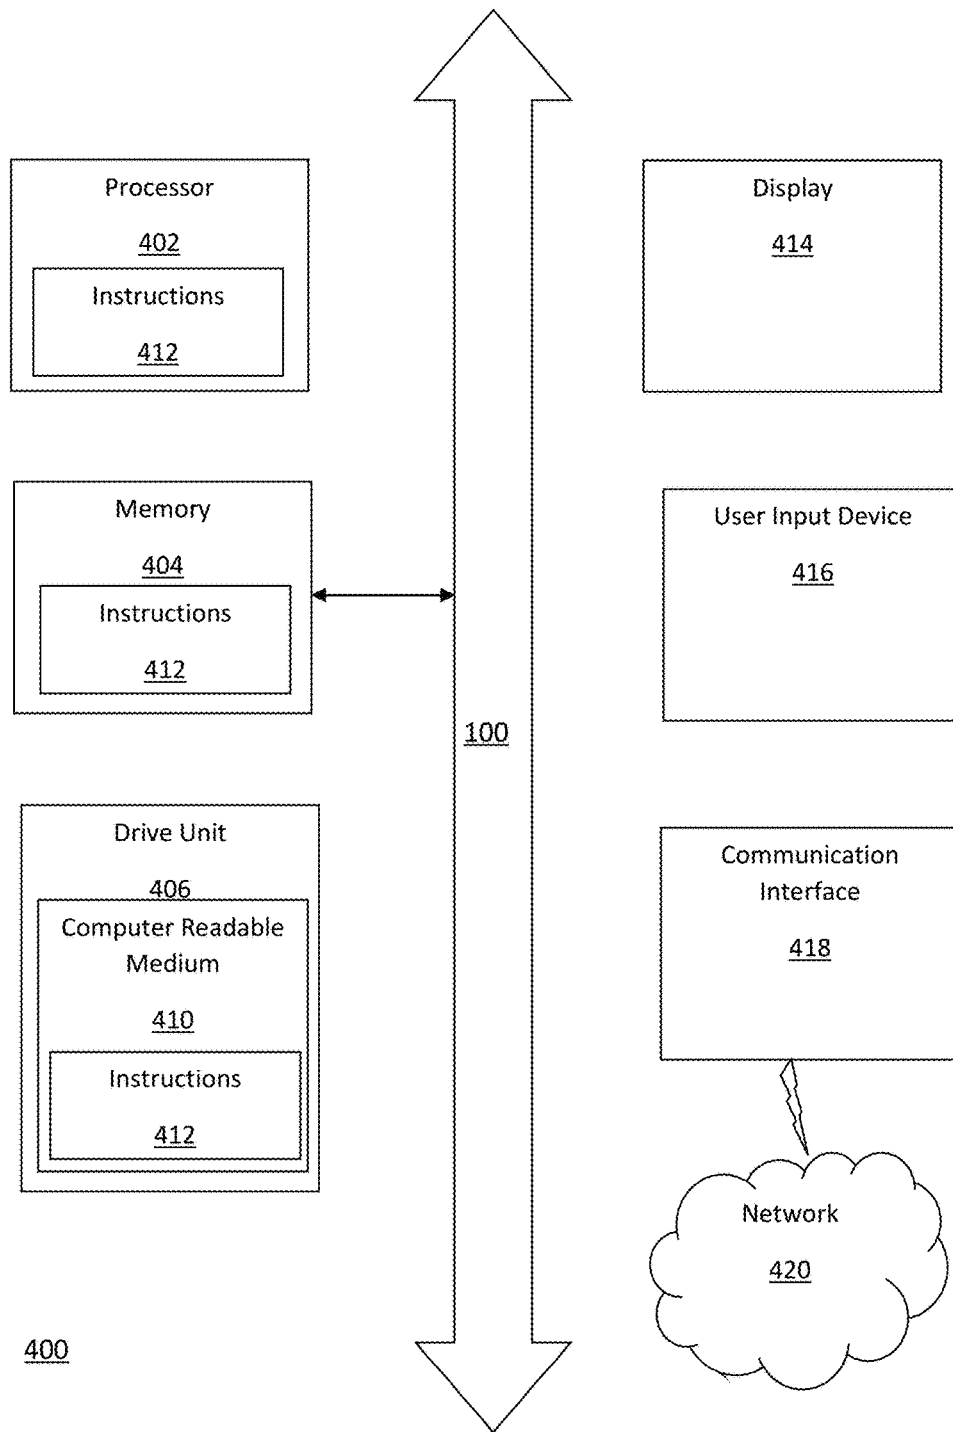 Processor
402
Instructions
412
Memory
404
Instructions
412
Drive Unit
406
Computer Readable
Medium
410
Instructions
412
400
100
Display
414
User Input Device
416
Communication
Interface
418
Network
420